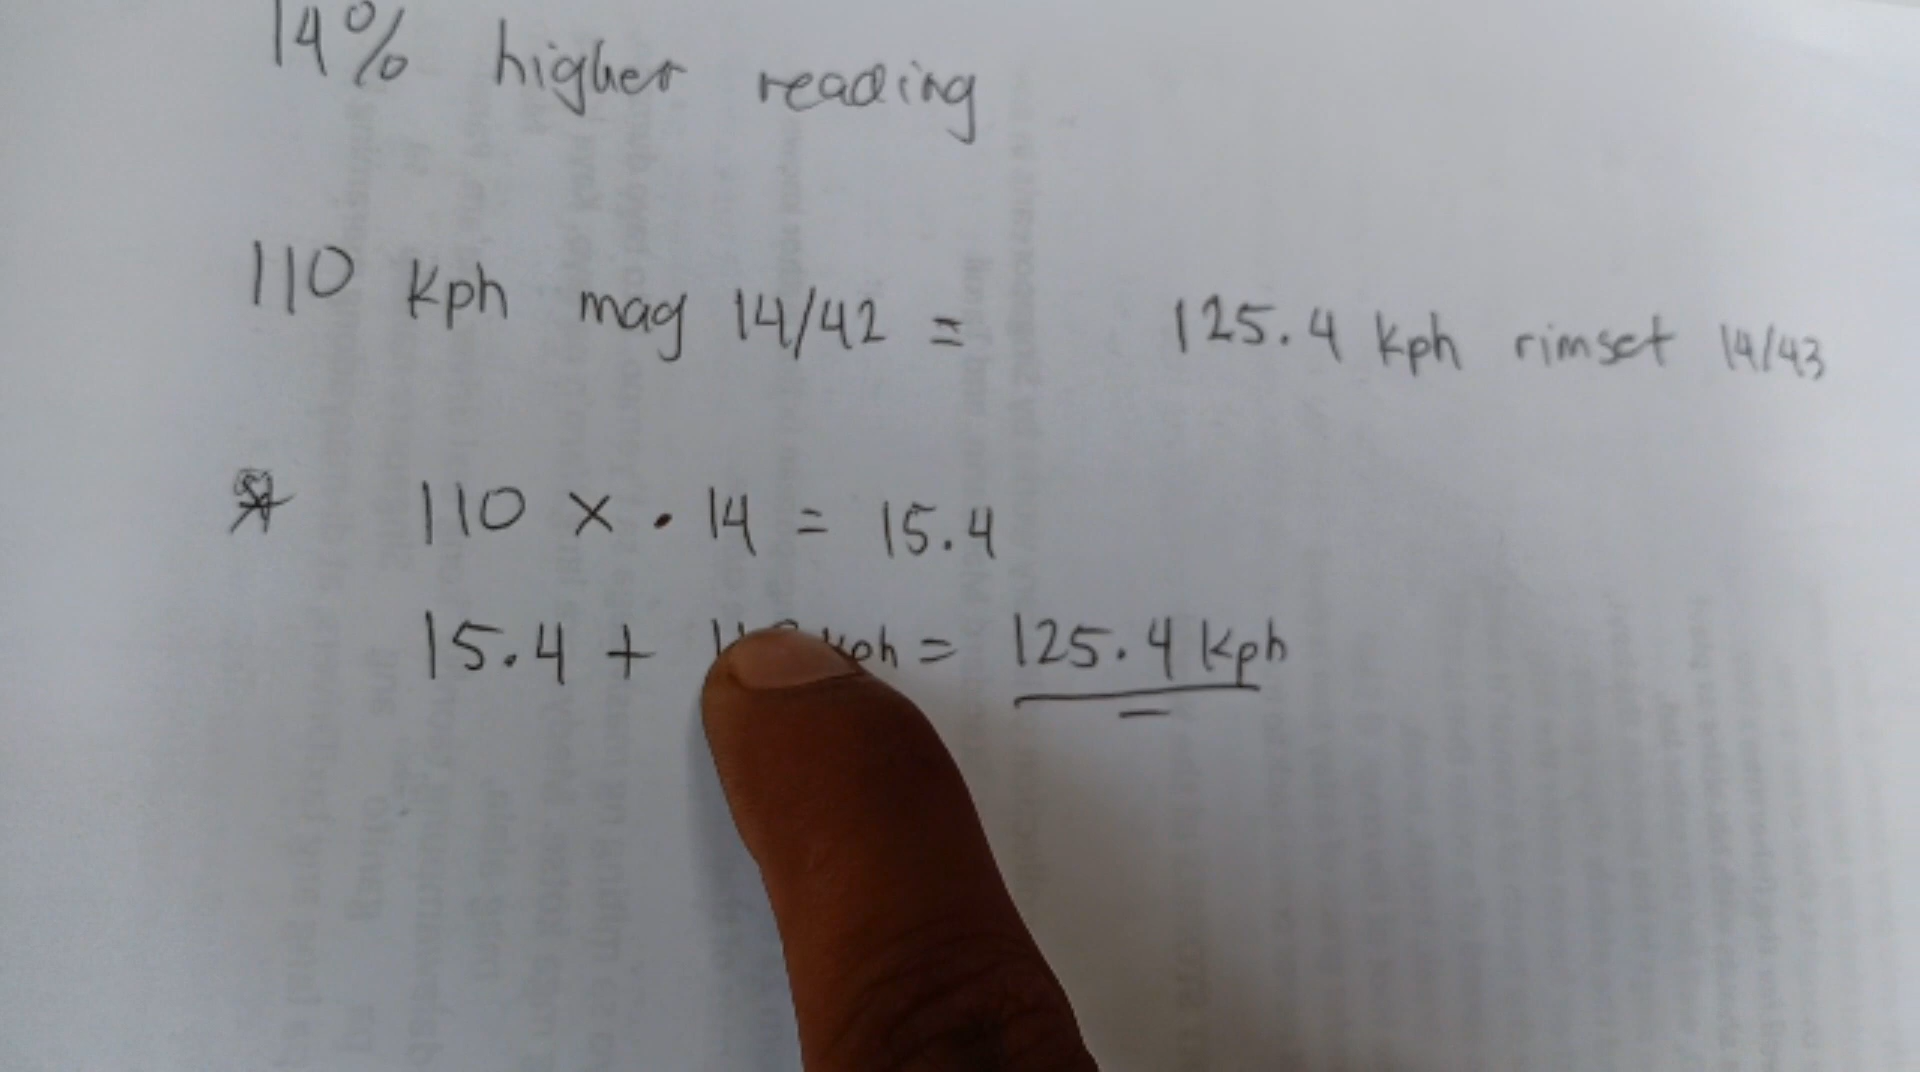 14% higher reading
110 kph mag 14/42 = 125.4 kph rimset 14/43
* 110 x .14 = 15.4
15.4 + kph = 125.4 kph